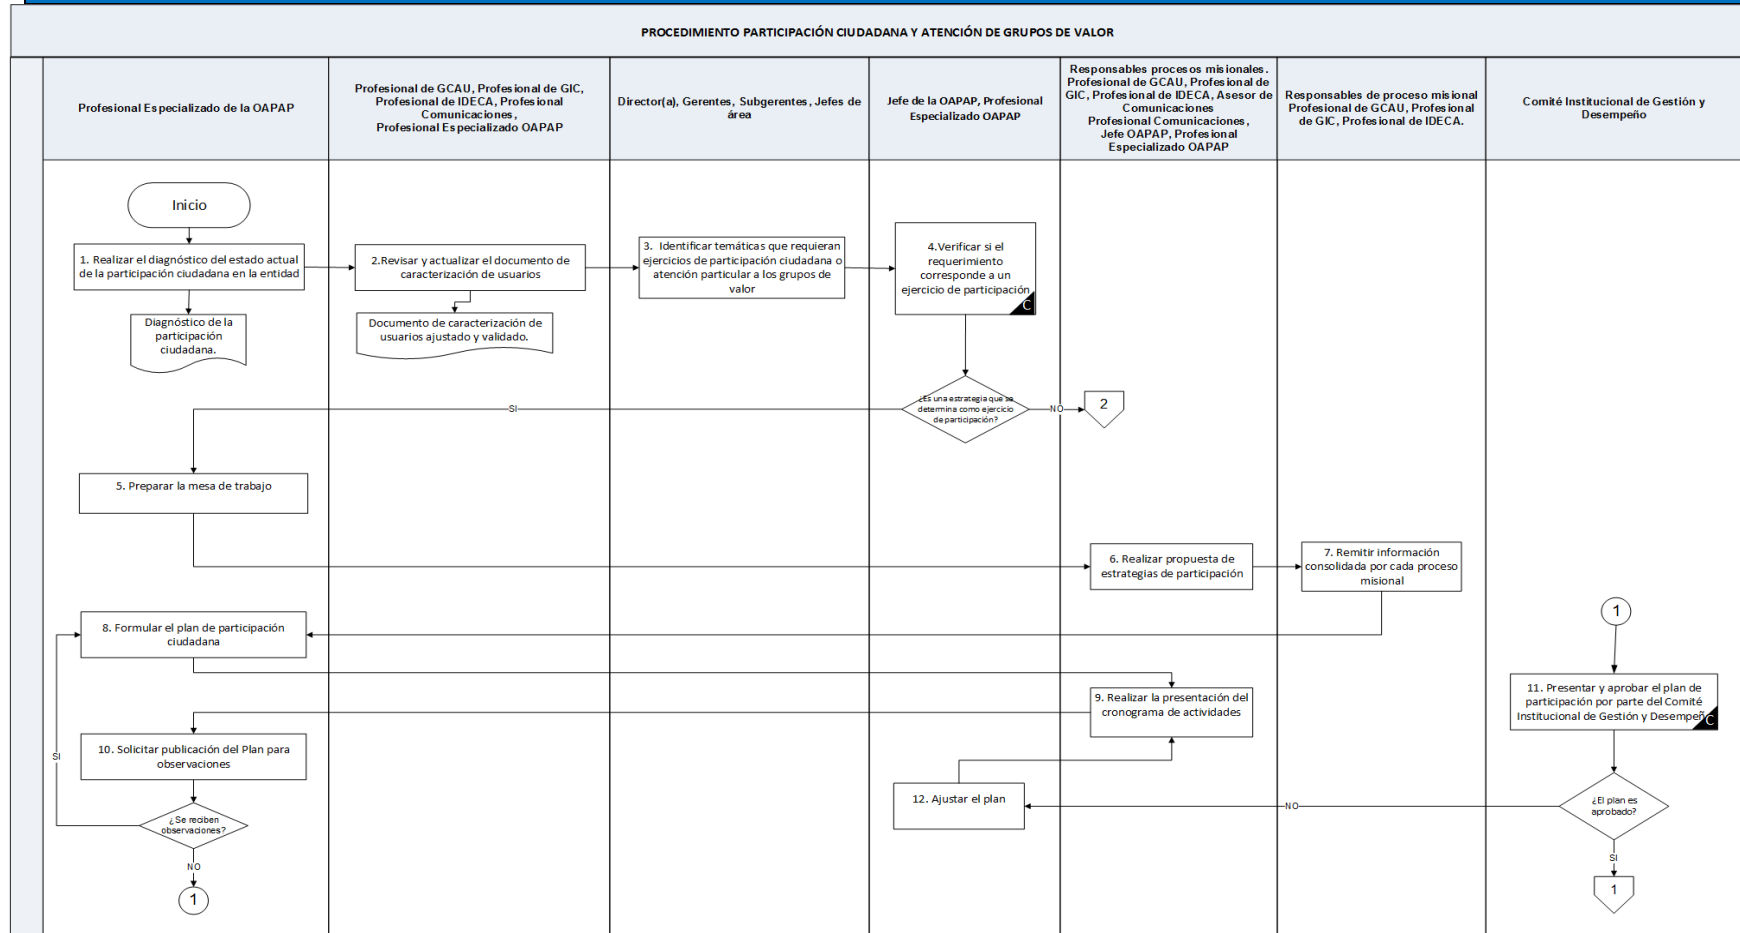 PROCEDIMIENTO PARTICIPACIÓN CIUDADANA Y ATENCIÓN DE GRUPOS DE VALOR
Profesional Especializado de la OAPAP
Profesional de GCAU, Profesional de GIC,
Profesional de IDECA, Profesional
Comunicaciones,
Profesional Especializado OAPAP
Director(a), Gerentes, Subgerentes, Jefes de
área
Jefe de la OAPAP, Profesional
Especializado OAPAP
Responsables procesos misionales.
Profesional de GCAU, Profesional de
GIC, Profesional de IDECA, Asesor de
Comunicaciones
Profesional Comunicaciones,
Jefe OAPAP, Profesional
Especializado OAPAP
Responsables de proceso misional
Profesional de GCAU, Profesional
de GIC, Profesional de IDECA.
Comité Institucional de Gestión y
Desempeño
Inicio
1. Realizar el diagnóstico del estado actual
de la participación ciudadana en la entidad
Diagnóstico de la
participación
ciudadana.
2.Revisar y actualizar el documento de
caracterización de usuarios
Documento de caracterización de
usuarios ajustado y validado.
3. Identificar temáticas que requieran
ejercicios de participación ciudadana o
atención particular a los grupos de
valor
4.Verificar si el
requerimiento
corresponde a un
ejercicio de participación
C
¿Es una estrategia que se
determina como ejercicio
de participación?
SI
NO
2
5. Preparar la mesa de trabajo
6. Realizar propuesta de
estrategias de participación
7. Remitir información
consolidada por cada proceso
misional
8. Formular el plan de participación
ciudadana
1
9. Realizar la presentación del
cronograma de actividades
11. Presentar y aprobar el plan de
participación por parte del Comité
Institucional de Gestión y Desempeñ
C
10. Solicitar publicación del Plan para
observaciones
SI
12. Ajustar el plan
NO
¿El plan es
aprobado?
¿Se reciben
observaciones?
NO
1
SI
1